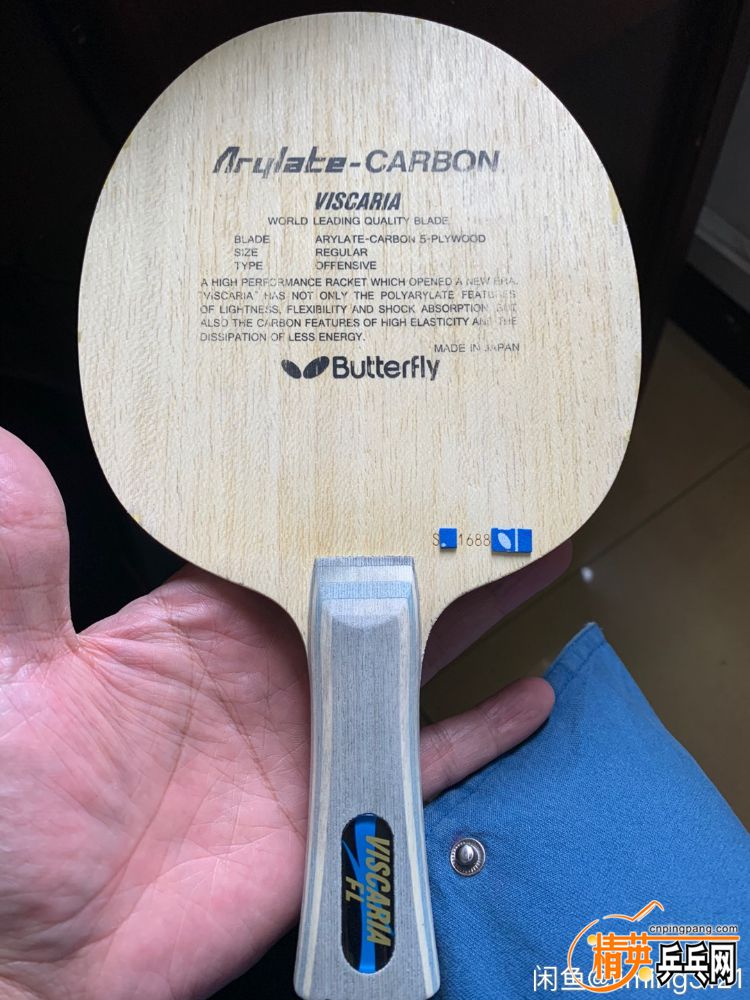 Arylate-CARBON
VISCARIA
WORLD LEADING QUALITY BLADE
BLADE ARYLATE-CARBON 5-PLYWOOD
SIZE REGULAR
TYPE OFFENSIVE
A HIGH PERFORMANCE RACKET WHICH OPENED A NEW ERA.
"VISCARIA" HAS NOT ONLY THE POLYARYLATE FEATURES
OF LIGHTNESS, FLEXIBILITY AND SHOCK ABSORPTION, BUT
ALSO THE CARBON FEATURES OF HIGH ELASTICITY AND THE
DISSIPATION OF LESS ENERGY.
MADE IN JAPAN
Butterfly
1688
VISCARIA
FL
cnpingpang.com
精英乒乓网
闲鱼